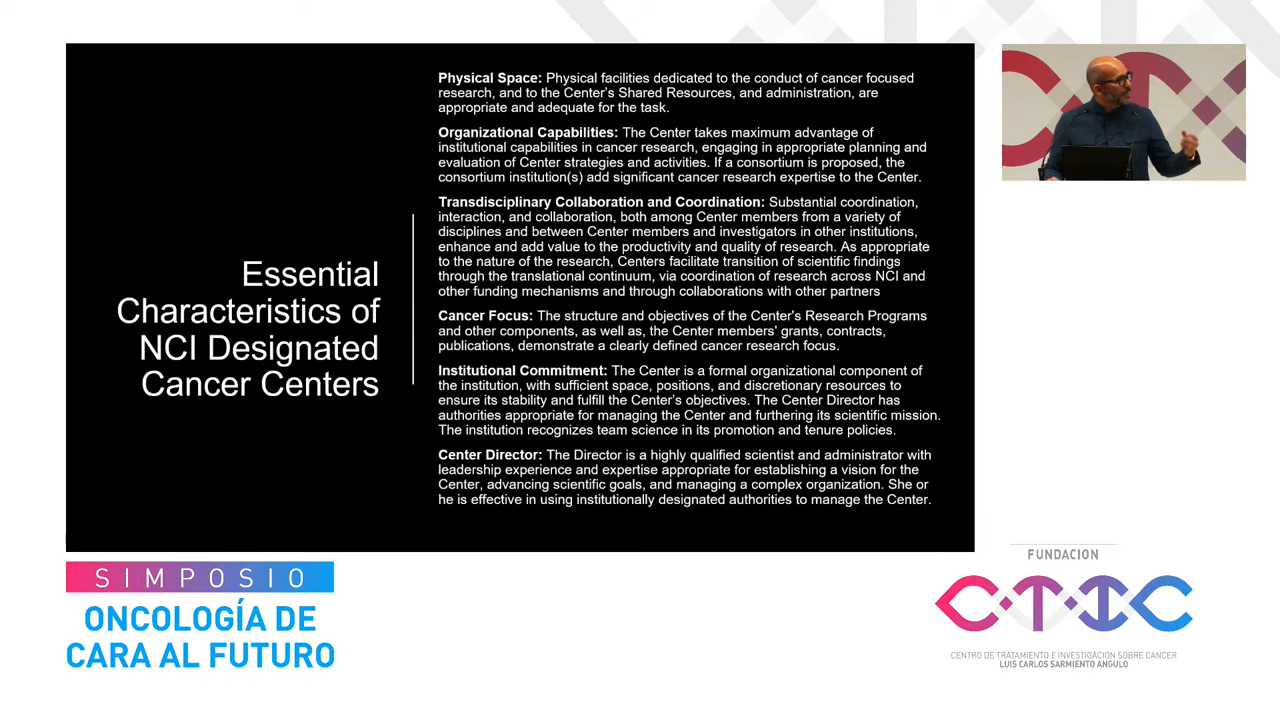 Essential
Characteristics of
NCI Designated
Cancer Centers
Physical Space: Physical facilities dedicated to the conduct of cancer focused
research, and to the Center's Shared Resources, and administration, are
appropriate and adequate for the task.
Organizational Capabilities: The Center takes maximum advantage of
institutional capabilities in cancer research, engaging in appropriate planning and
evaluation of Center strategies and activities. If a consortium is proposed, the
consortium institution(s) add significant cancer research expertise to the Center.
Transdisciplinary Collaboration and Coordination: Substantial coordination,
interaction, and collaboration, both among Center members from a variety of
disciplines and between Center members and investigators in other institutions,
enhance and add value to the productivity and quality of research. As appropriate
to the nature of the research, Centers facilitate transition of scientific findings
through the translational continuum, via coordination of research across NCI and
other funding mechanisms and through collaborations with other partners
Cancer Focus: The structure and objectives of the Center's Research Programs
and other components, as well as, the Center members' grants, contracts,
publications, demonstrate a clearly defined cancer research focus.
Institutional Commitment: The Center is a formal organizational component of
the institution, with sufficient space, positions, and discretionary resources to
ensure its stability and fulfill the Center's objectives. The Center Director has
authorities appropriate for managing the Center and furthering its scientific mission.
The institution recognizes team science in its promotion and tenure policies.
Center Director: The Director is a highly qualified scientist and administrator with
leadership experience and expertise appropriate for establishing a vision for the
Center, advancing scientific goals, and managing a complex organization. She or
he is effective in using institutionally designated authorities to manage the Center.
SIMPOSIO
ONCOLOGÍA DE
CARA AL FUTURO
FUNDACION
CTIC
CENTRO DE TRATAMIENTO E INVESTIGACION SOBRE CANCER
LUIS CARLOS SARMIENTO ANGULO